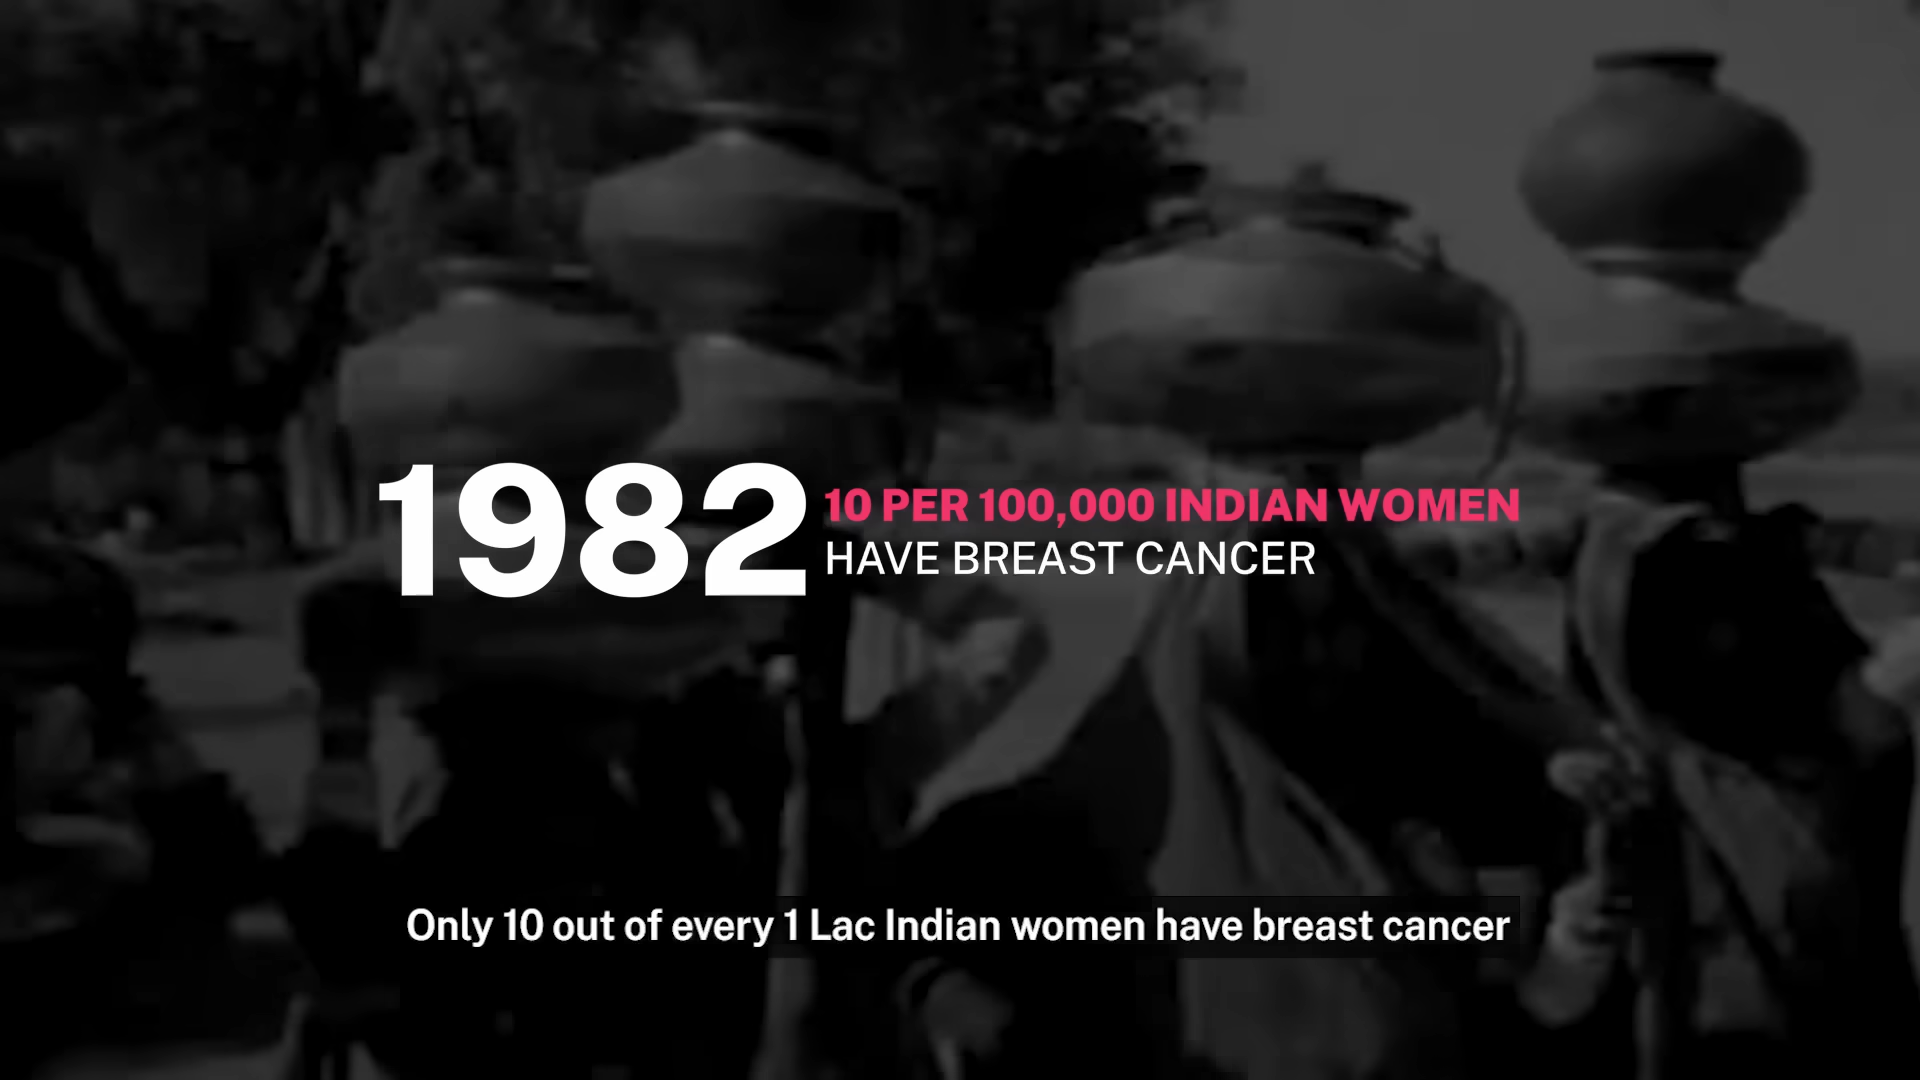 1982
10 PER 100,000 INDIAN WOMEN
HAVE BREAST CANCER
Only 10 out of every 1 Lac Indian women have breast cancer